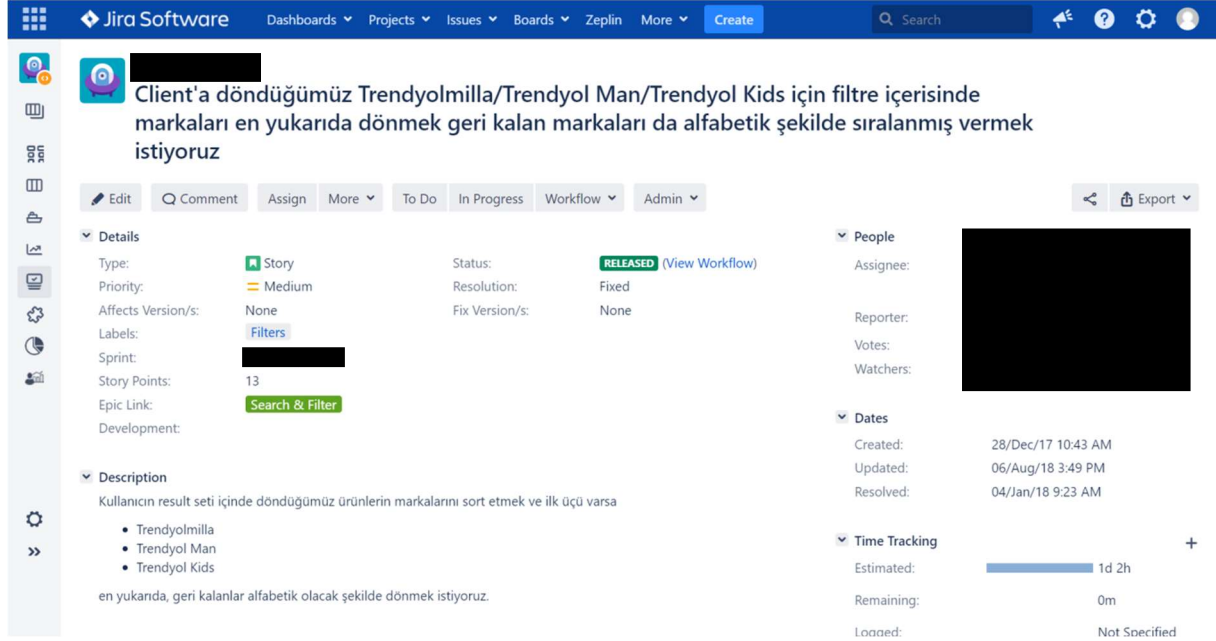 Jira Software Dashboards Projects Issues Boards Zeplin More Create Search
Client'a döndüğümüz Trendyolmilla/Trendyol Man/Trendyol Kids için filtre içerisinde
markaları en yukarıda dönmek geri kalan markaları da alfabetik şekilde sıralanmış vermek
istiyoruz
Edit Comment Assign More To Do In Progress Workflow Admin Export
Details
Type: Story Status: RELEASED (View Workflow)
Priority: Medium Resolution: Fixed
Affects Version/s: None Fix Version/s: None
Labels: Filters
Sprint:
Story Points: 13
Epic Link: Search & Filter
Development:
Description
Kullanıcın result seti içinde döndüğümüz ürünlerin markalarını sort etmek ve ilk üçü varsa
Trendyolmilla
Trendyol Man
Trendyol Kids
en yukarıda, geri kalanlar alfabetik olacak şekilde dönmek istiyoruz.
People
Assignee:
Reporter:
Votes:
Watchers:
Dates
Created: 28/Dec/17 10:43 AM
Updated: 06/Aug/18 3:49 PM
Resolved: 04/Jan/18 9:23 AM
Time Tracking
Estimated: 1d 2h
Remaining: 0m
Logged: Not Specified